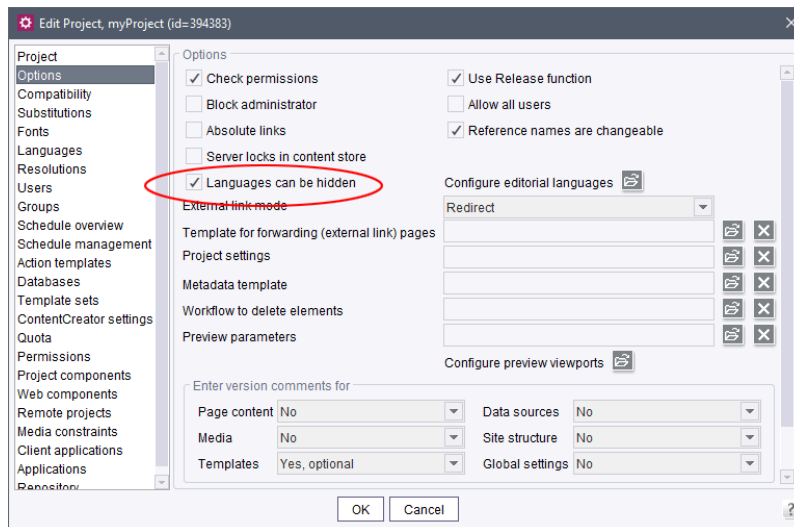 Edit Project, myProject (id=394383)
Project
Options
Compatibility
Substitutions
Fonts
Languages
Resolutions
Users
Groups
Schedule overview
Schedule management
Action templates
Databases
Template sets
ContentCreator settings
Quota
Permissions
Project components
Web components
Remote projects
Media constraints
Client applications
Applications
Repository
Options
Check permissions
Use Release function
Block administrator
Allow all users
Absolute links
Reference names are changeable
Server locks in content store
Languages can be hidden
Configure editorial languages
External link mode Redirect
Template for forwarding (external link) pages
Project settings
Metadata template
Workflow to delete elements
Preview parameters
Configure preview viewports
Enter version comments for
Page content No Data sources No
Media No Site structure No
Templates Yes, optional Global settings No
OK Cancel
?